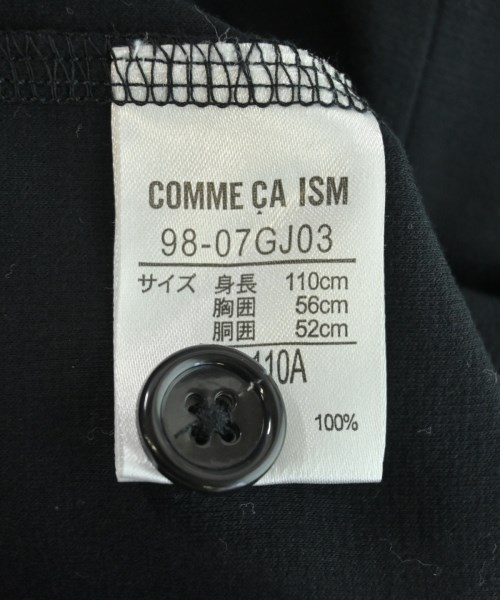 COMME ÇA ISM
98-07GJ03
サイズ 身長 110cm
胸囲 56cm
胴囲 52cm
110A
100%